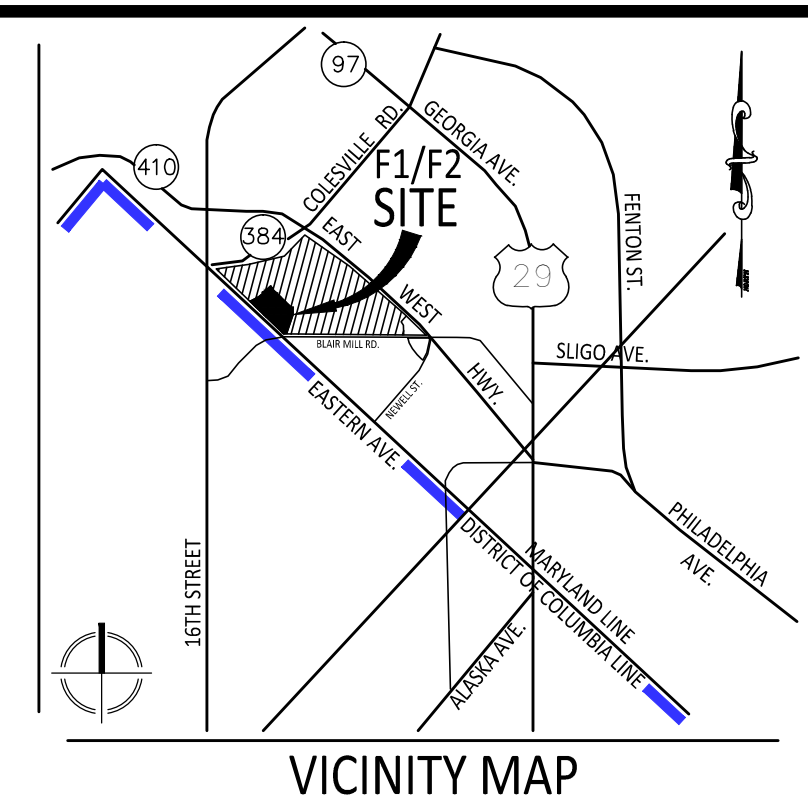 97
COLESVILLE RD.
GEORGIA AVE.
410
F1/F2
SITE
384
EAST
WEST
HWY.
FENTON ST.
29
BLAIR MILL RD.
SLIGO AVE.
NEWELL ST.
EASTERN AVE.
16TH STREET
PHILADELPHIA
AVE.
MARYLAND LINE
DISTRICT OF COLUMBIA LINE
ALASKA AVE.
VICINITY MAP